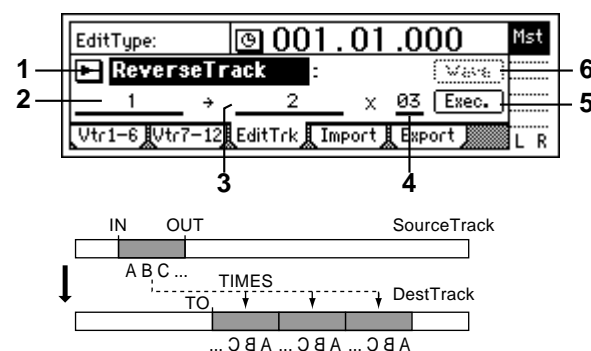 EditType: 001.01.000 Mst
1 ReverseTrack : Wave 6
2 1 → 2 x 03 Exec. 5
Vtr1-6 Vtr7-12 EditTrk Import Export L R
3 4
IN OUT SourceTrack
A B C ...
TIMES
TO DestTrack
... C B A ... C B A ... C B A